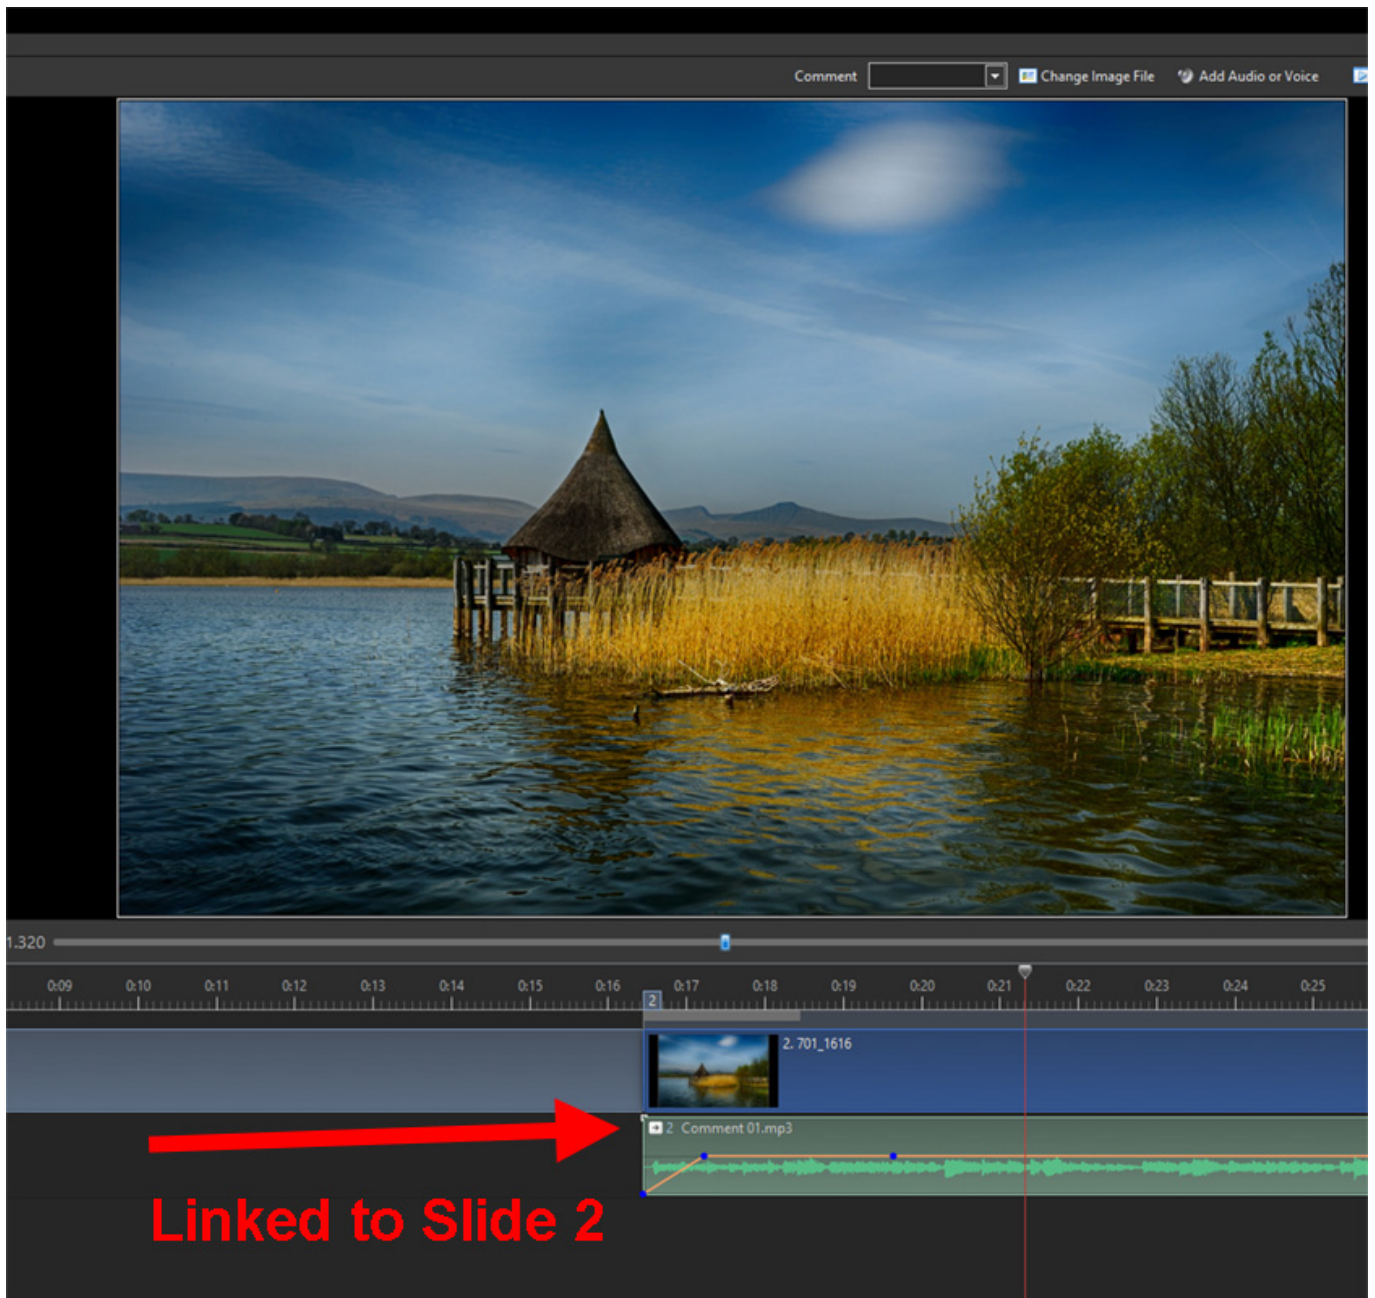 Comment Change Image File Add Audio or Voice
1.320
0:09 0:10 0:11 0:12 0:13 0:14 0:15 0:16 0:17 0:18 0:19 0:20 0:21 0:22 0:23 0:24 0:25
2
2. 701_1616
2 Comment 01.mp3
Linked to Slide 2